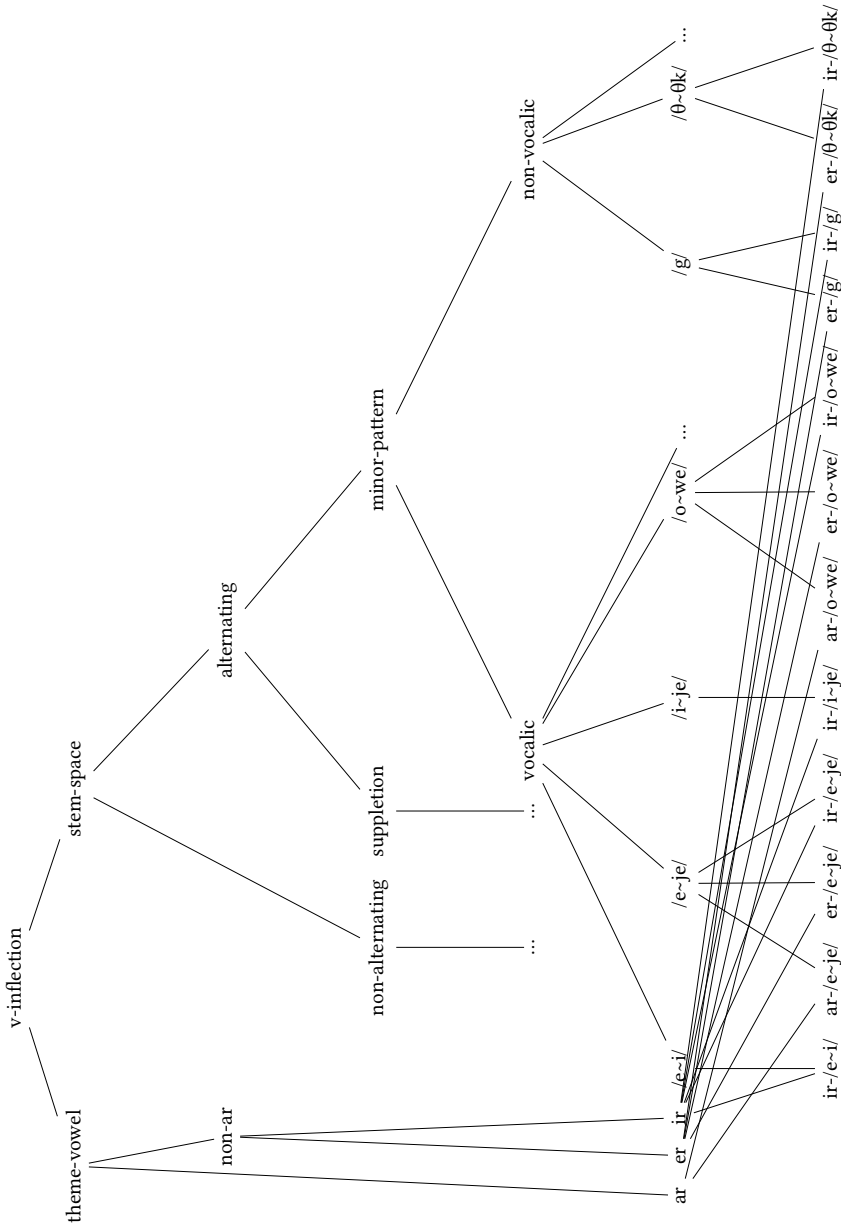 v-inflection
theme-vowel
stem-space
non-ar
alternating
non-alternating
suppletion
minor-pattern
...
...
vocalic
non-vocalic
ar
er
ir
/e~i/
/e~je/
/i~je/
/o~we/
...
/g/
/θ~θk/
...
ir-/e~i/
ar-/e~je/
er-/e~je/
ir-/e~je/
ir-/i~je/
ar-/o~we/
er-/o~we/
ir-/o~we/
er-/g/
ir-/g/
er-/θ~θk/
ir-/θ~θk/